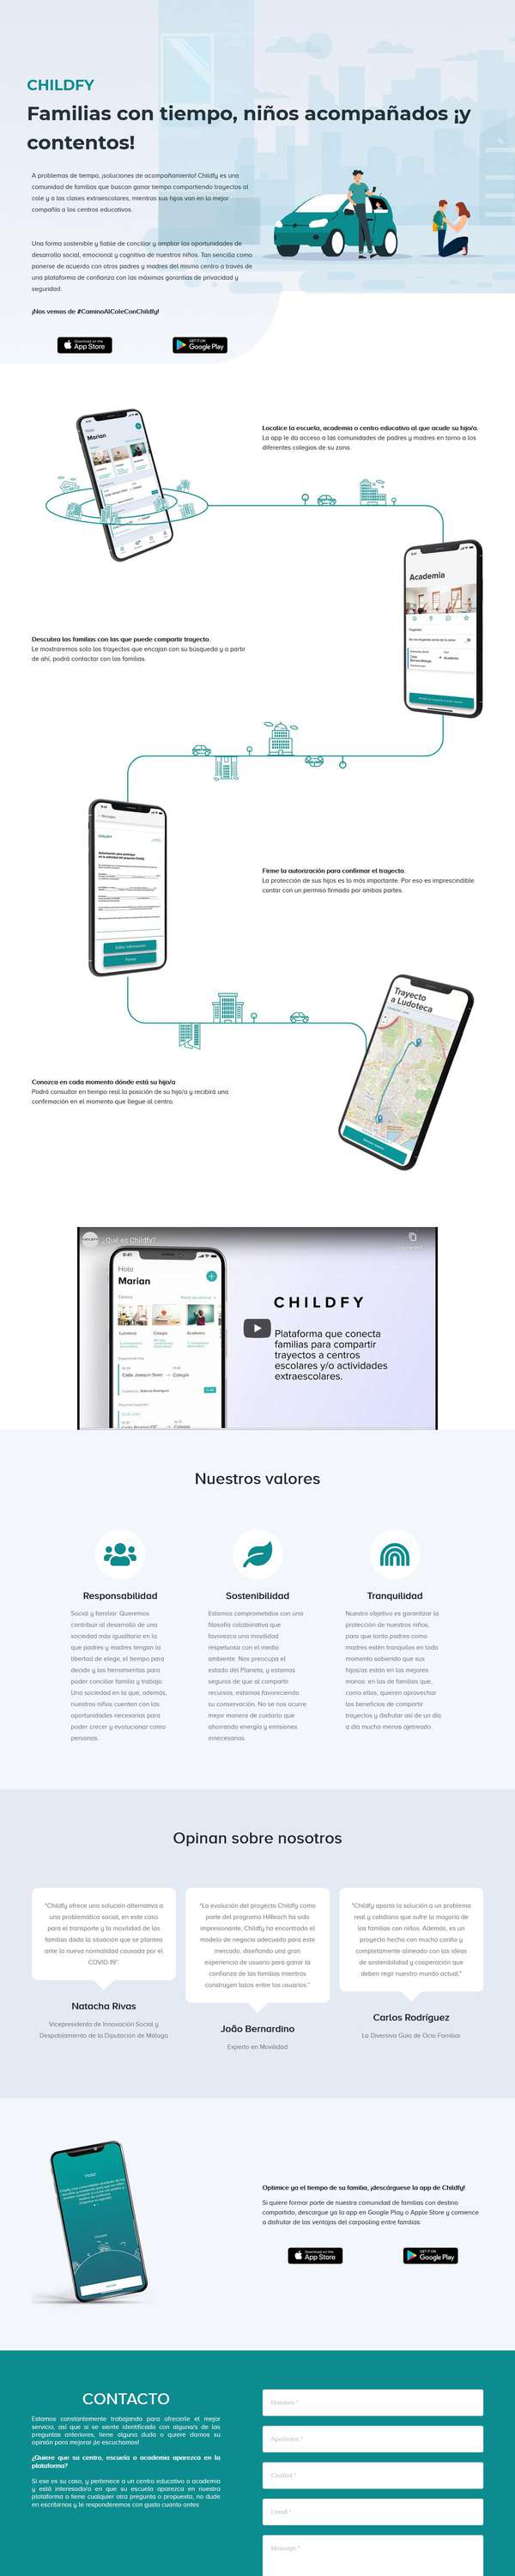 CHILDFY
Familias con tiempo, niños acompañados ¡y
contentos!
A problemas de tiempo, ¡soluciones de acompañamiento! Childfy es una
comunidad de familias que buscan ganar tiempo compartiendo trayectos al
cole y a las clases extraescolares, mientras sus hijos van en la mejor
compañía a los centros educativos.
Una forma sostenible y fiable de conciliar y ampliar las oportunidades de
desarrollo social, emocional y cognitivo de nuestros niños. Tan sencillo como
ponerse de acuerdo con otros padres y madres del mismo centro a través de
una plataforma de confianza con las máximas garantías de privacidad y
seguridad.
¡Nos vemos de #CaminoAlColeConChildfy!
Download on the
App Store
GET IT ON
Google Play
Hola
Marian
Localice la escuela, academia o centro educativo al que acude su hijo/a.
La app le da acceso a las comunidades de padres y madres en torno a los
diferentes colegios de su zona.
Academia
Descubra las familias con las que puede compartir trayecto.
Le mostraremos solo los trayectos que encajan con su búsqueda y a partir
de ahí, podrá contactar con las familias.
Firme la autorización para confirmar el trayecto.
La protección de sus hijos es lo más importante. Por eso es imprescindible
contar con un permiso firmado por ambas partes.
Trayecto
a Ludoteca
Conozca en cada momento dónde está su hijo/a
Podrá consultar en tiempo real la posición de su hijo/a y recibirá una
confirmación en el momento que llegue al centro.
¿Qué es Childfy?
9:41
Hola
Marian
Ludoteca Colegio Academia
Calle Joaquín Sorní → Colegio
CHILDFY
Plataforma que conecta
familias para compartir
trayectos a centros
escolares y/o actividades
extraescolares.
Nuestros valores
Responsabilidad
Social y familiar. Queremos
contribuir al desarrollo de una
sociedad más igualitaria en la
que padres y madres tengan la
libertad de elegir, el tiempo para
decidir y las herramientas para
poder conciliar familia y trabajo.
Una sociedad en la que, además,
nuestros niños cuenten con las
oportunidades necesarias para
poder crecer y evolucionar como
personas.
Sostenibilidad
Estamos comprometidos con una
filosofía colaborativa que
favorezca una movilidad
respetuosa con el medio
ambiente. Nos preocupa el
estado del Planeta, y estamos
seguros de que al compartir
recursos, estamos favoreciendo
su conservación. No se nos ocurre
mejor manera de cuidarlo que
ahorrando energía y emisiones
innecesarias.
Tranquilidad
Nuestro objetivo es garantizar la
protección de nuestros niños,
para que tanto padres como
madres estén tranquilos en todo
momento sabiendo que sus
hijos/as están en las mejores
manos: en las de familias que,
como ellos, quieren aprovechar
los beneficios de compartir
trayectos y disfrutar así de un día
a día mucho menos ajetreado.
Opinan sobre nosotros
"Childfy ofrece una solución alternativa a
una problemática social, en este caso
para el transporte y la movilidad de las
familias dada la situación que se plantea
ante la nueva normalidad causada por el
COVID-19".
Natacha Rivas
Vicepresidenta de Innovación Social y
Despoblamiento de la Diputación de Málaga
"La evolución del proyecto Childfy como
parte del programa HiReach ha sido
impresionante. Childfy ha encontrado el
modelo de negocio adecuado para este
mercado, diseñando una gran
experiencia de usuario para ganar la
confianza de las familias mientras
construyen lazos entre los usuarios."
João Bernardino
Experto en Movilidad
"Childfy aporta la solución a un problema
real y cotidiano que sufre la mayoría de
las familias con niños. Además, es un
proyecto hecho con mucho cariño y
completamente alineado con las ideas
de sostenibilidad y cooperación que
deben regir nuestro mundo actual."
Carlos Rodríguez
La Diversiva Guía de Ocio Familiar
Optimice ya el tiempo de su familia, ¡descárguese la app de Childfy!
Si quiere formar parte de nuestra comunidad de familias con destino
compartido, descargue ya la app en Google Play o Apple Store y comience
a disfrutar de las ventajas del carpooling entre familias:
Download on the
App Store
GET IT ON
Google Play
CONTACTO
Estamos constantemente trabajando para ofrecerle el mejor
servicio, así que si se siente identificado con alguna/s de las
preguntas anteriores, tiene alguna duda o quiere darnos su
opinión para mejorar ¡le escuchamos!
¿Quiere que su centro, escuela o academia aparezca en la
plataforma?
Si ese es su caso, y pertenece a un centro educativo o academia
y está interesado/a en que su escuela aparezca en nuestra
plataforma o tiene cualquier otra pregunta o propuesta, no dude
en escribirnos y le responderemos con gusto cuanto antes.
Nombre *
Apellidos *
Ciudad *
Email *
Mensaje *